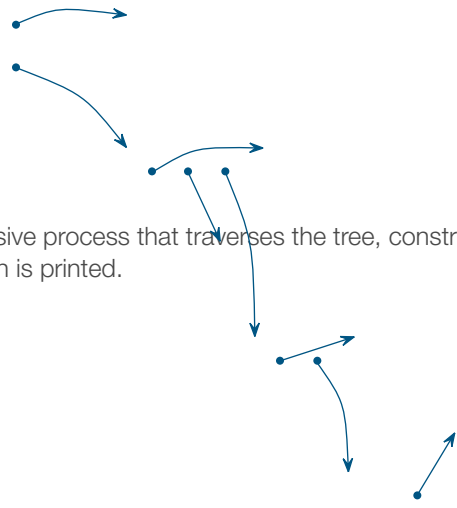 sive process that traverses the tree, constr
n is printed.